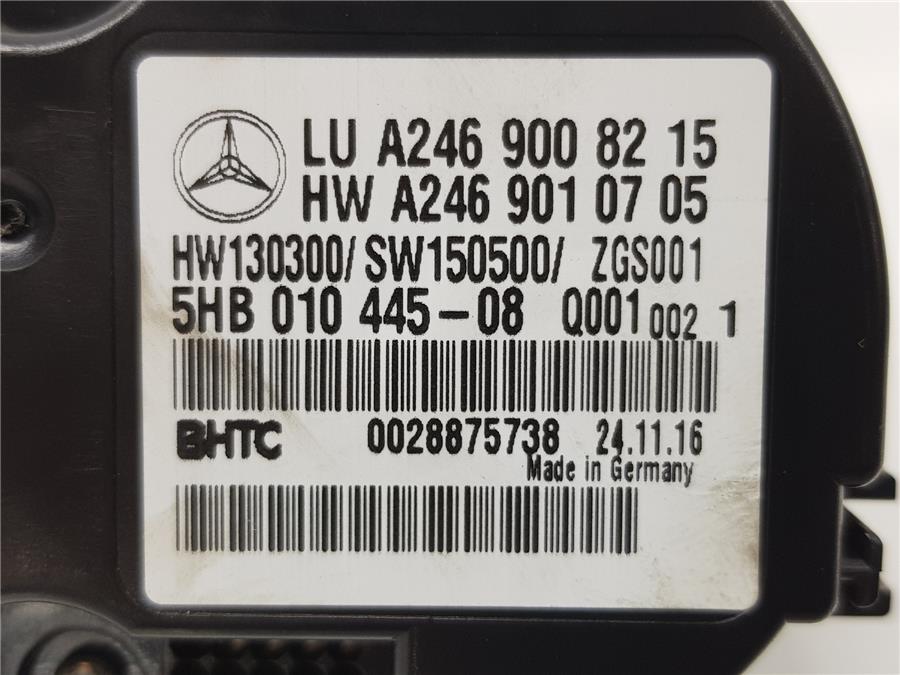 LU A246 900 82 15
HW A246 901 07 05
HW130300/ SW150500/ ZGS001
5HB 010 445-08 Q001 002 1
BHTC 0028875738 24.11.16
Made in Germany